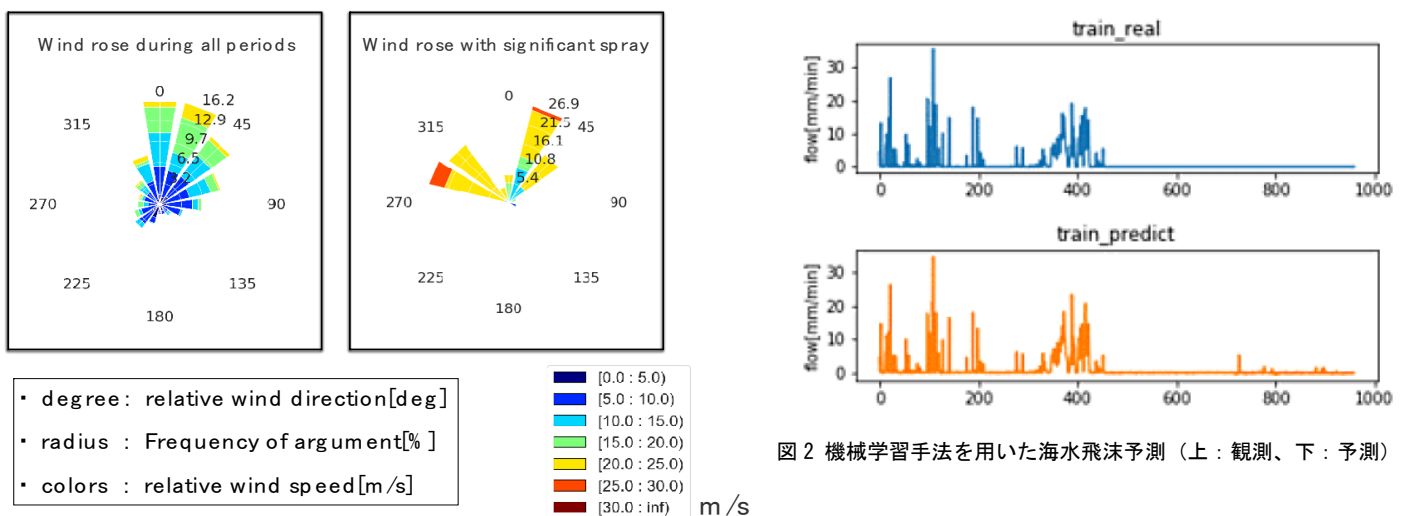 Wind rose during all periods
0
16.2
12.9
45
9.7
6.5
3.2
315
270
90
225
135
180
Wind rose with significant spray
0
26.9
21.5
45
16.1
10.8
5.4
315
270
90
225
135
180
・ degree: relative wind direction[deg]
・ radius : Frequency of argument[%]
・ colors : relative wind speed[m/s]
[0.0 : 5.0)
[5.0 : 10.0)
[10.0 : 15.0)
[15.0 : 20.0)
[20.0 : 25.0)
[25.0 : 30.0)
[30.0 : inf)
m/s
train_real
flow[mm/min]
30
20
10
0
0 200 400 600 800 1000
train_predict
flow[mm/min]
30
20
10
0
0 200 400 600 800 1000
図 2 機械学習手法を用いた海水飛沫予測（上：観測、下：予測）